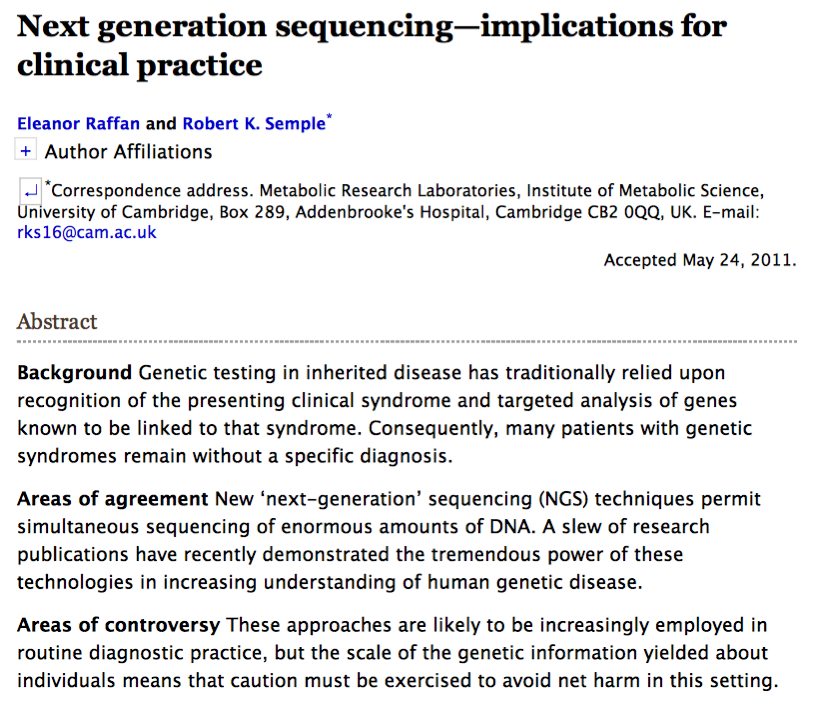 Next generation sequencing—implications for
clinical practice
Eleanor Raffan and Robert K. Semple*
+ Author Affiliations
*Correspondence address. Metabolic Research Laboratories, Institute of Metabolic Science,
University of Cambridge, Box 289, Addenbrooke's Hospital, Cambridge CB2 0QQ, UK. E-mail:
rks16@cam.ac.uk
Accepted May 24, 2011.
Abstract
Background Genetic testing in inherited disease has traditionally relied upon
recognition of the presenting clinical syndrome and targeted analysis of genes
known to be linked to that syndrome. Consequently, many patients with genetic
syndromes remain without a specific diagnosis.
Areas of agreement New ‘next-generation’ sequencing (NGS) techniques permit
simultaneous sequencing of enormous amounts of DNA. A slew of research
publications have recently demonstrated the tremendous power of these
technologies in increasing understanding of human genetic disease.
Areas of controversy These approaches are likely to be increasingly employed in
routine diagnostic practice, but the scale of the genetic information yielded about
individuals means that caution must be exercised to avoid net harm in this setting.